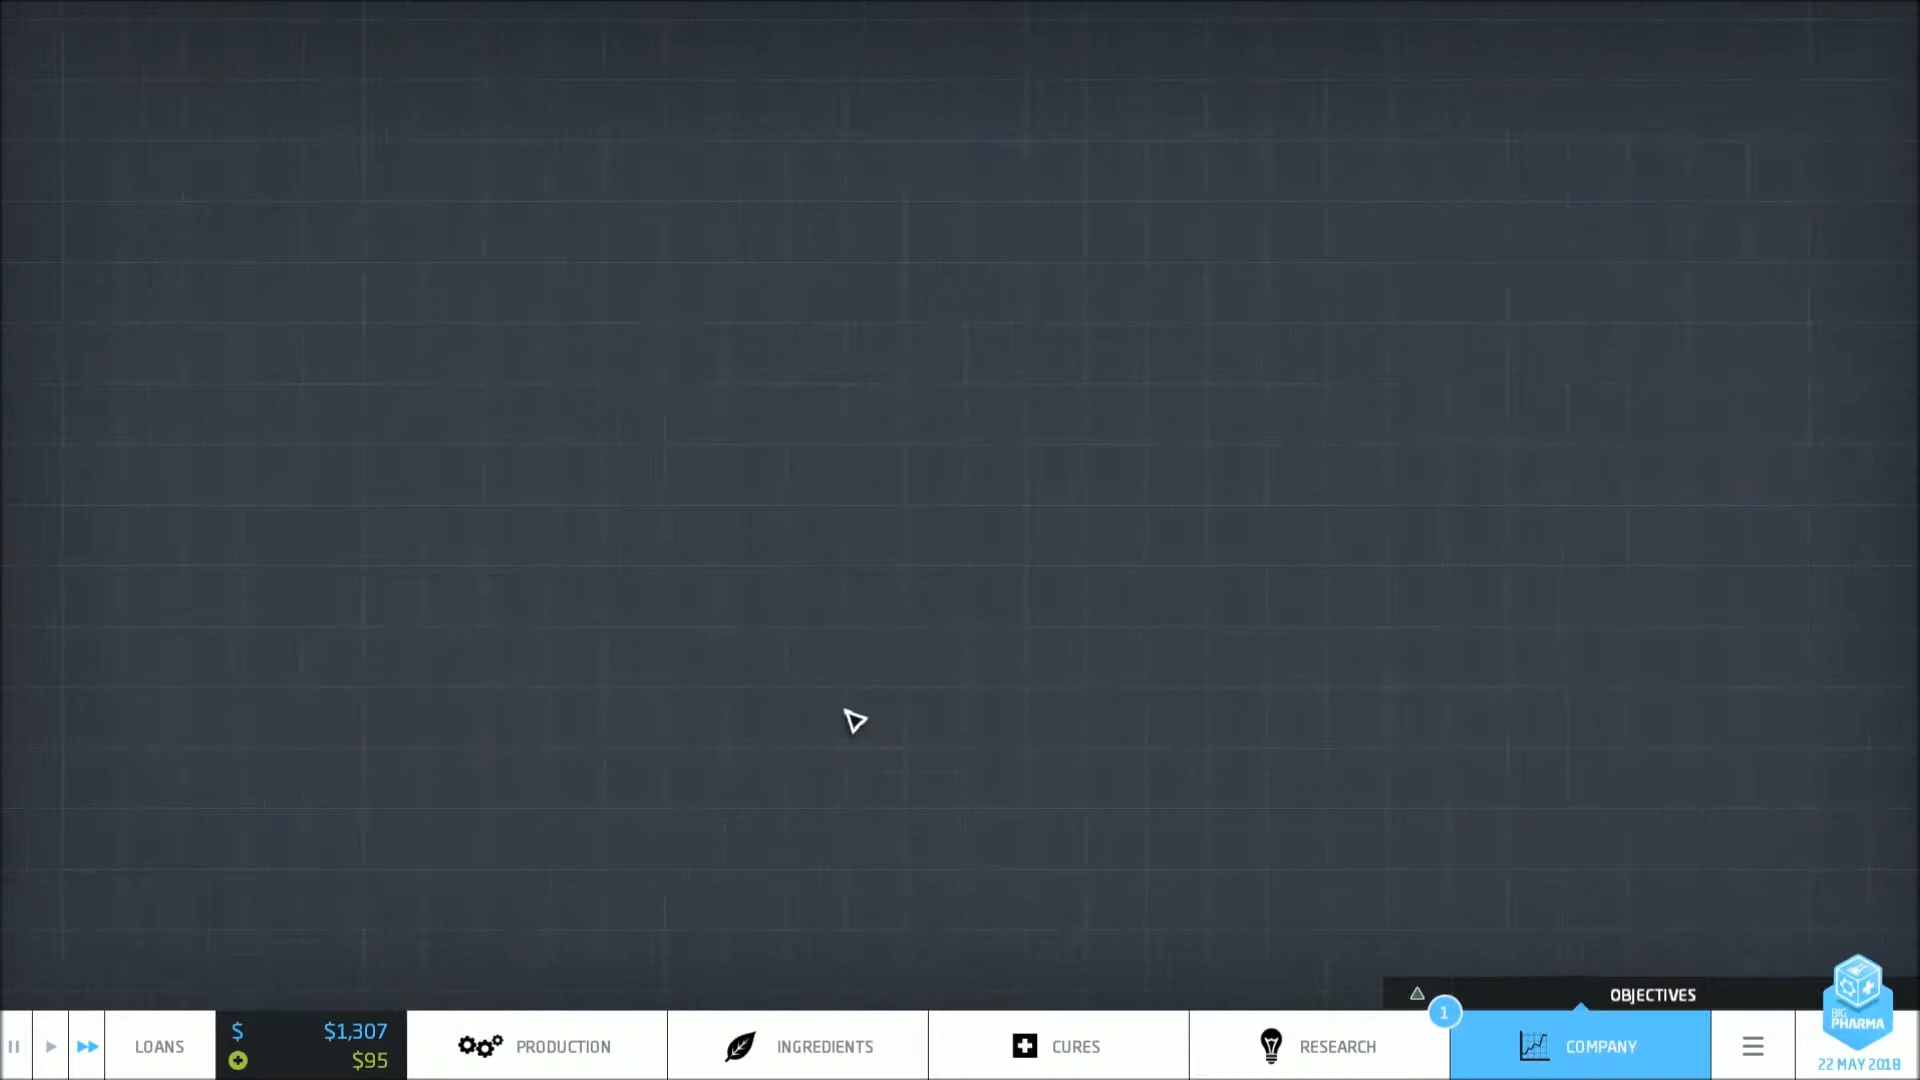 OBJECTIVES
1
LOANS
$ $1,307
$95
PRODUCTION
INGREDIENTS
CURES
RESEARCH
COMPANY
BIG
PHARMA
22 MAY 2018